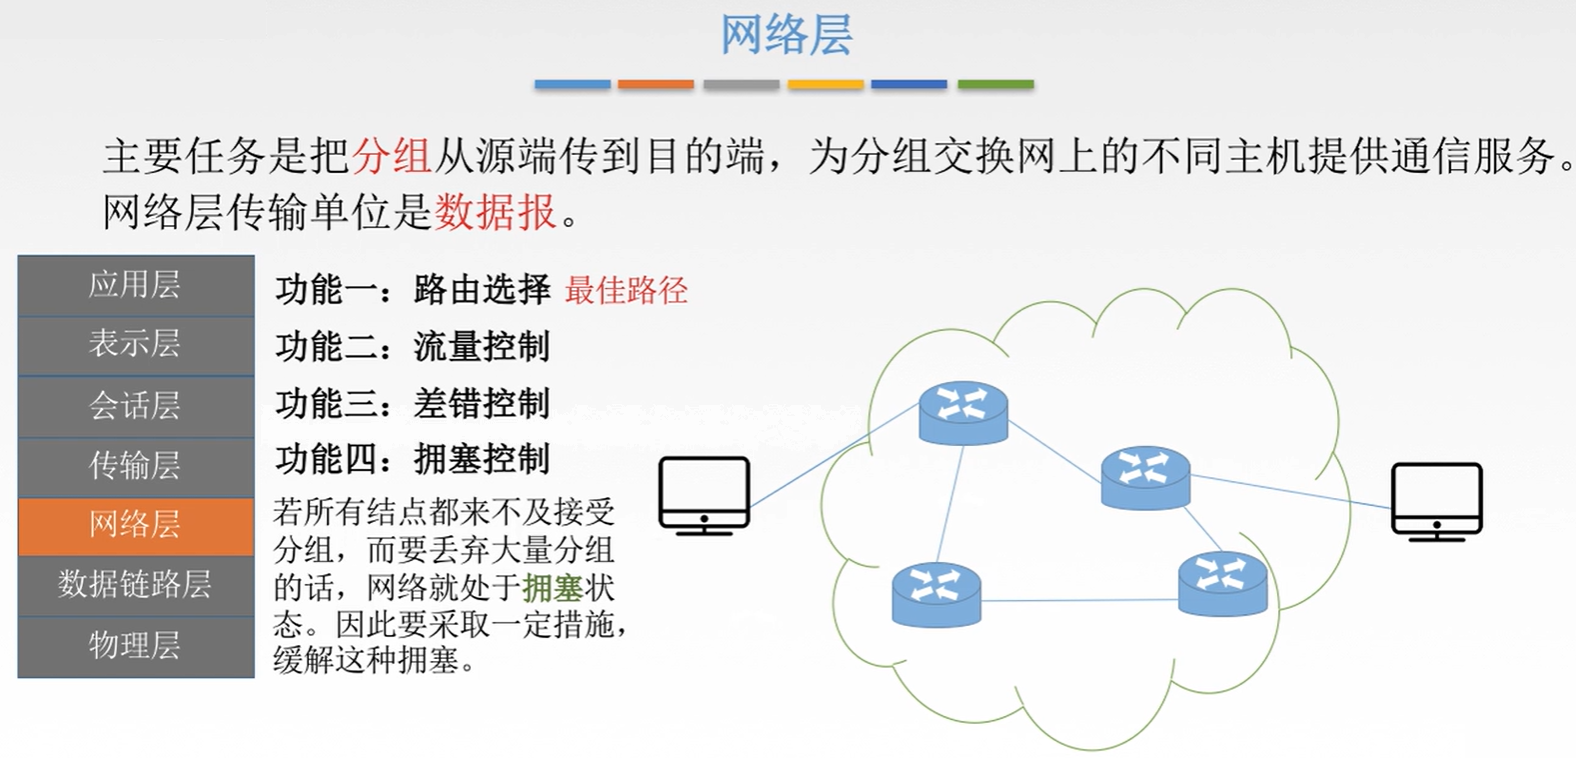 网络层
主要任务是把分组从源端传到目的端，为分组交换网上的不同主机提供通信服务。
网络层传输单位是数据报。
应用层
表示层
会话层
传输层
网络层
数据链路层
物理层
功能一：路由选择 最佳路径
功能二：流量控制
功能三：差错控制
功能四：拥塞控制
若所有结点都来不及接受
分组，而要丢弃大量分组
的话，网络就处于拥塞状
态。因此要采取一定措施，
缓解这种拥塞。